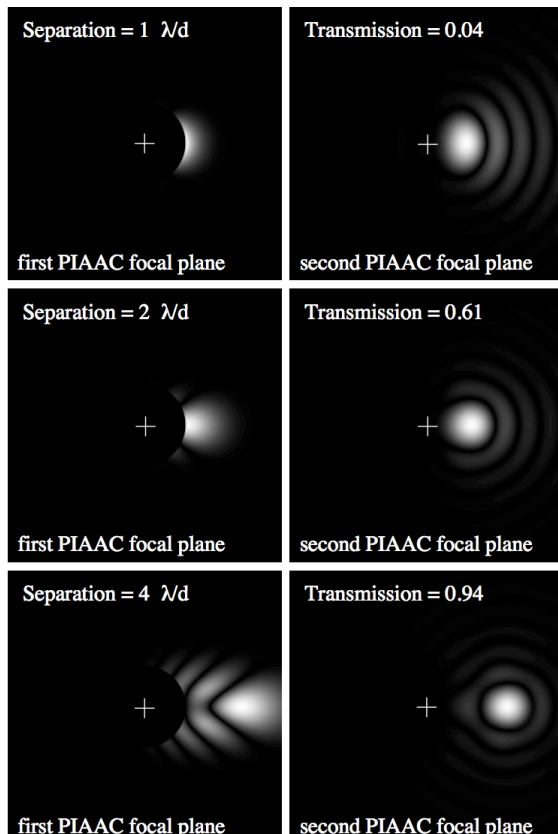 Separation = 1 λ/d
Transmission = 0.04
first PIAAC focal plane
second PIAAC focal plane
Separation = 2 λ/d
Transmission = 0.61
first PIAAC focal plane
second PIAAC focal plane
Separation = 4 λ/d
Transmission = 0.94
first PIAAC focal plane
second PIAAC focal plane